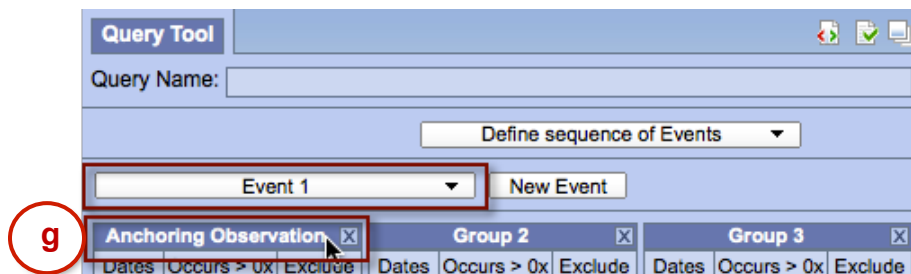 Query Tool
Query Name:
Define sequence of Events
Event 1 New Event
g Anchoring Observation X Group 2 X Group 3 X
Dates Occurs > 0x Exclude Dates Occurs > 0x Exclude Dates Occurs > 0x Exclude